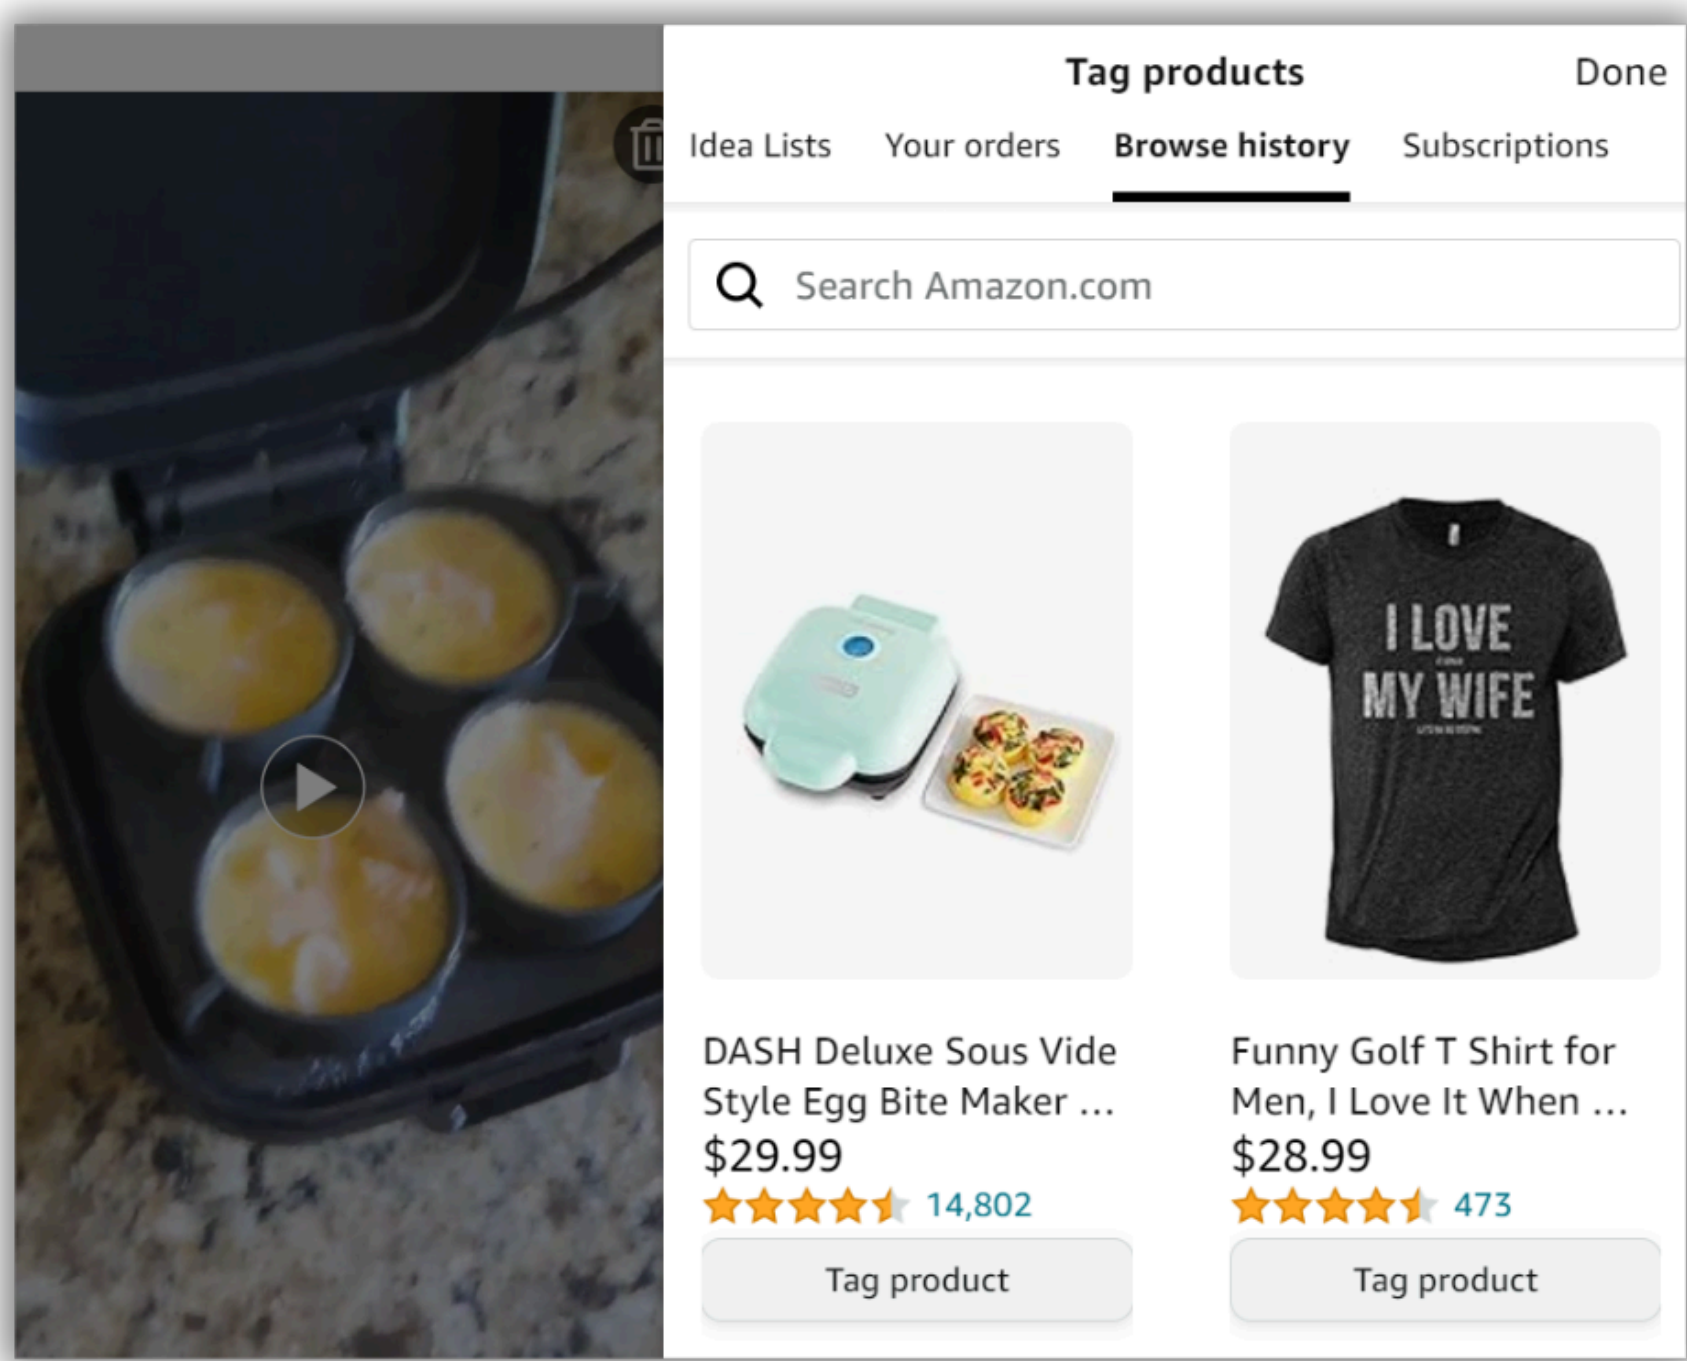 Tag products
Done
Idea Lists
Your orders
Browse history
Subscriptions
Search Amazon.com
I LOVE
MY WIFE
DASH Deluxe Sous Vide
Style Egg Bite Maker ...
$29.99
14,802
Tag product
Funny Golf T Shirt for
Men, I Love It When ...
$28.99
473
Tag product